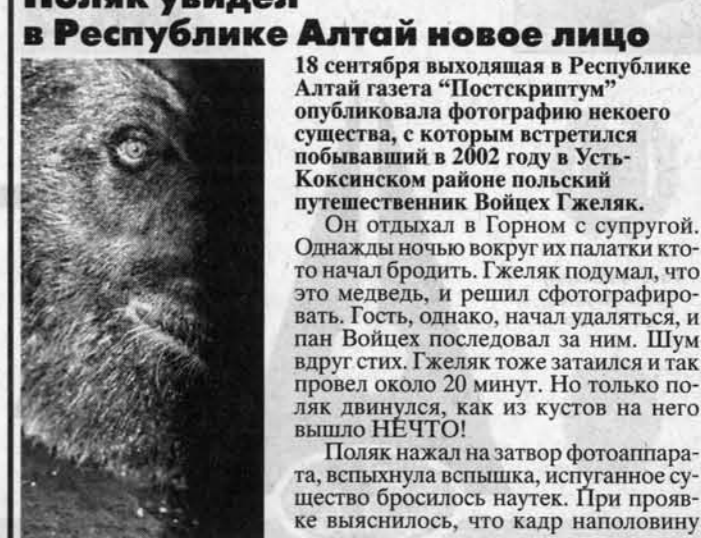 Поляк увидел
в Республике Алтай новое лицо
18 сентября выходящая в Республике
Алтай газета “Постскриптум”
опубликовала фотографию некоего
существа, с которым встретился
побывавший в 2002 году в Усть-
Коксинском районе польский
путешественник Войцех Гжеляк.
Он отдыхал в Горном с супругой.
Однажды ночью вокруг их палатки кто-
то начал бродить. Гжеляк подумал, что
это медведь, и решил сфотографиро-
вать. Гость, однако, начал удаляться, и
пан Войцех последовал за ним. Шум
вдруг стих. Гжеляк тоже затаился и так
провел около 20 минут. Но только по-
ляк двинулся, как из кустов на него
вышло НЕЧТО!
Поляк нажал на затвор фотоаппара-
та, вспыхнула вспышка, испуганное су-
щество бросилось наутек. При прояв-
ке выяснилось, что кадр наполовину